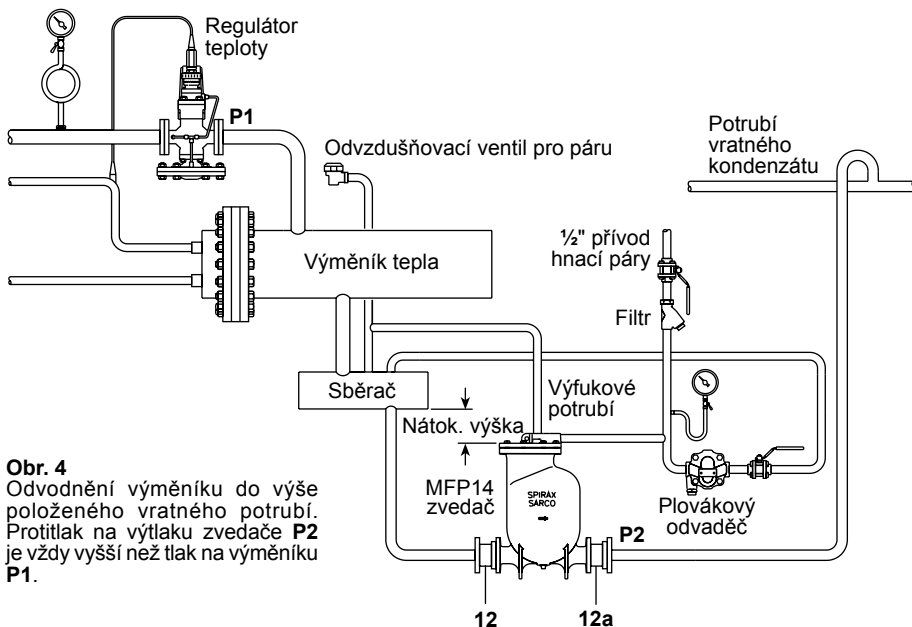 Regulátor
teploty
P1
Odvzdušňovací ventil pro páru
Potrubí
vratného
kondenzátu
½" přívod
hnací páry
Výměník tepla
Filtr
Sběrač
Výfukové
potrubí
Nátok. výška
MFP14
zvedač
SPIRAX
SARCO
Plovákový
odvaděč
P2
Obr. 4
Odvodnění výměníku do výše
položeného vratného potrubí.
Protitlak na výtlaku zvedače P2
je vždy vyšší než tlak na výměníku
P1.
12
12a